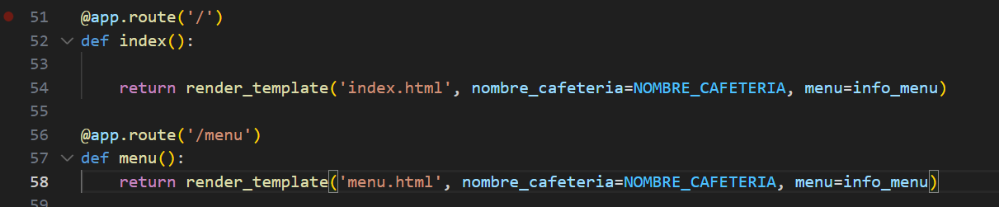 51 @app.route('/')
52 def index():
53
54     return render_template('index.html', nombre_cafeteria=NOMBRE_CAFETERIA, menu=info_menu)
55
56 @app.route('/menu')
57 def menu():
58     return render_template('menu.html', nombre_cafeteria=NOMBRE_CAFETERIA, menu=info_menu)
59